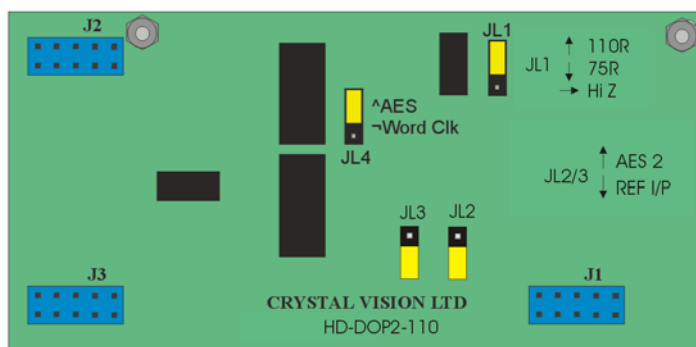 J2
JL1
JL1
↑ 110R
↓ 75R
→ Hi Z
^AES
¬Word Clk
JL4
JL2/3
↑ AES 2
↓ REF I/P
JL3
JL2
J3
J1
CRYSTAL VISION LTD
HD-DOP2-110